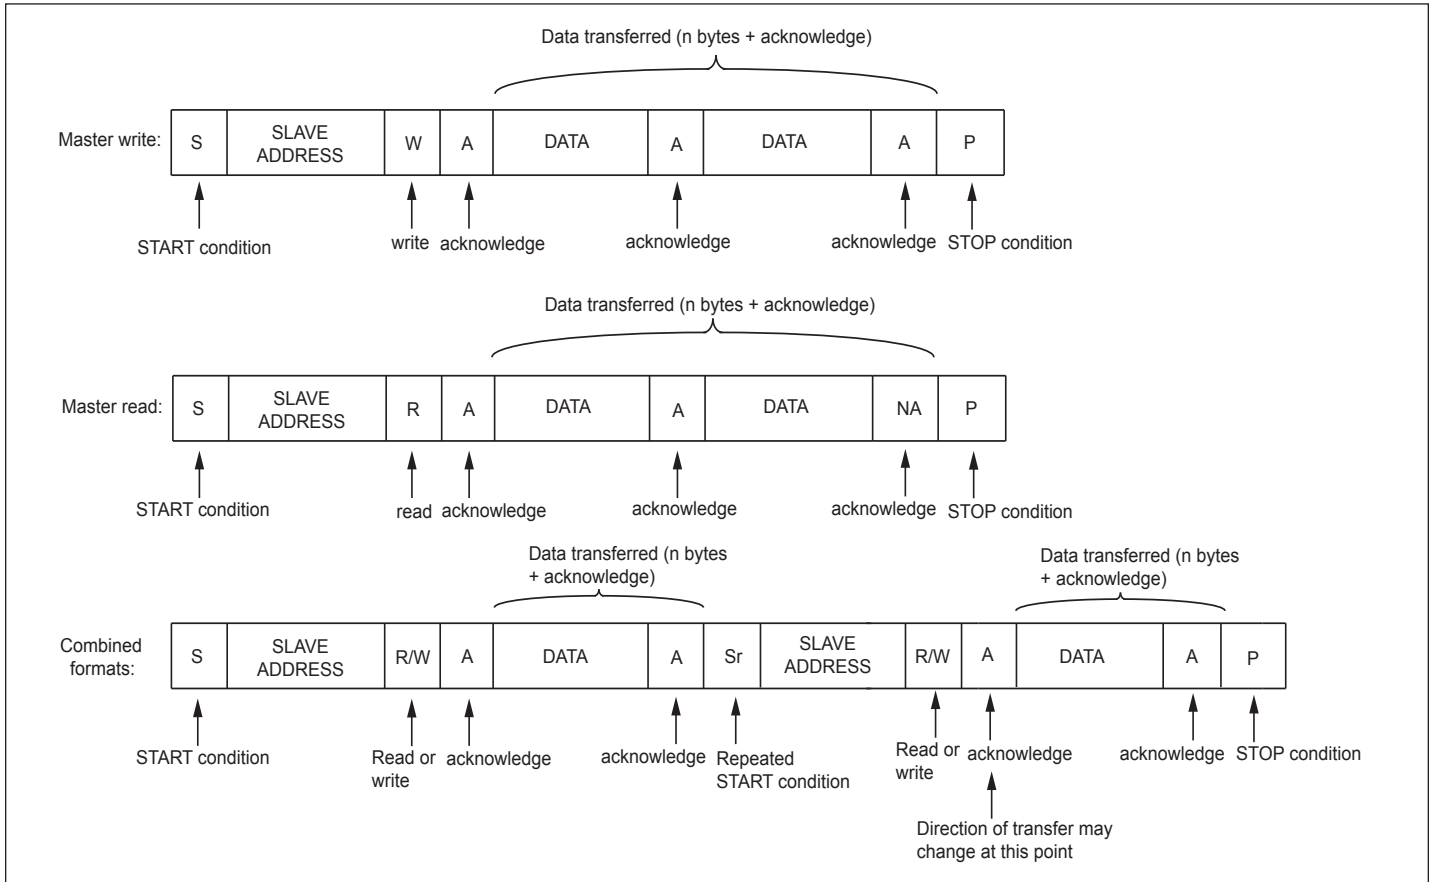 Data transferred (n bytes + acknowledge)
Master write:
S
SLAVE
ADDRESS
W
A
DATA
A
DATA
A
P
START condition
write
acknowledge
acknowledge
acknowledge
STOP condition
Data transferred (n bytes + acknowledge)
Master read:
S
SLAVE
ADDRESS
R
A
DATA
A
DATA
NA
P
START condition
read
acknowledge
acknowledge
acknowledge
STOP condition
Data transferred (n bytes
+ acknowledge)
Data transferred (n bytes
+ acknowledge)
Combined
formats:
S
SLAVE
ADDRESS
R/W
A
DATA
A
Sr
SLAVE
ADDRESS
R/W
A
DATA
A
P
START condition
Read or
write
acknowledge
acknowledge
Repeated
START condition
Read or
write
acknowledge
acknowledge
STOP condition
Direction of transfer may
change at this point